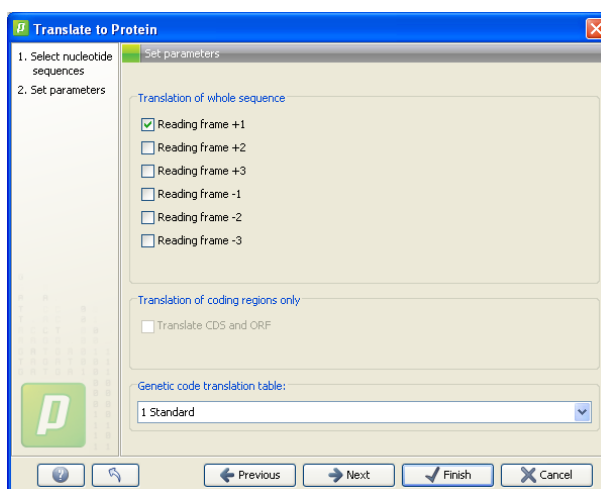 Translate to Protein
1. Select nucleotide
sequences
2. Set parameters
Set parameters
Translation of whole sequence
Reading frame +1
Reading frame +2
Reading frame +3
Reading frame -1
Reading frame -2
Reading frame -3
Translation of coding regions only
Translate CDS and ORF
Genetic code translation table:
1 Standard
? Previous Next Finish Cancel